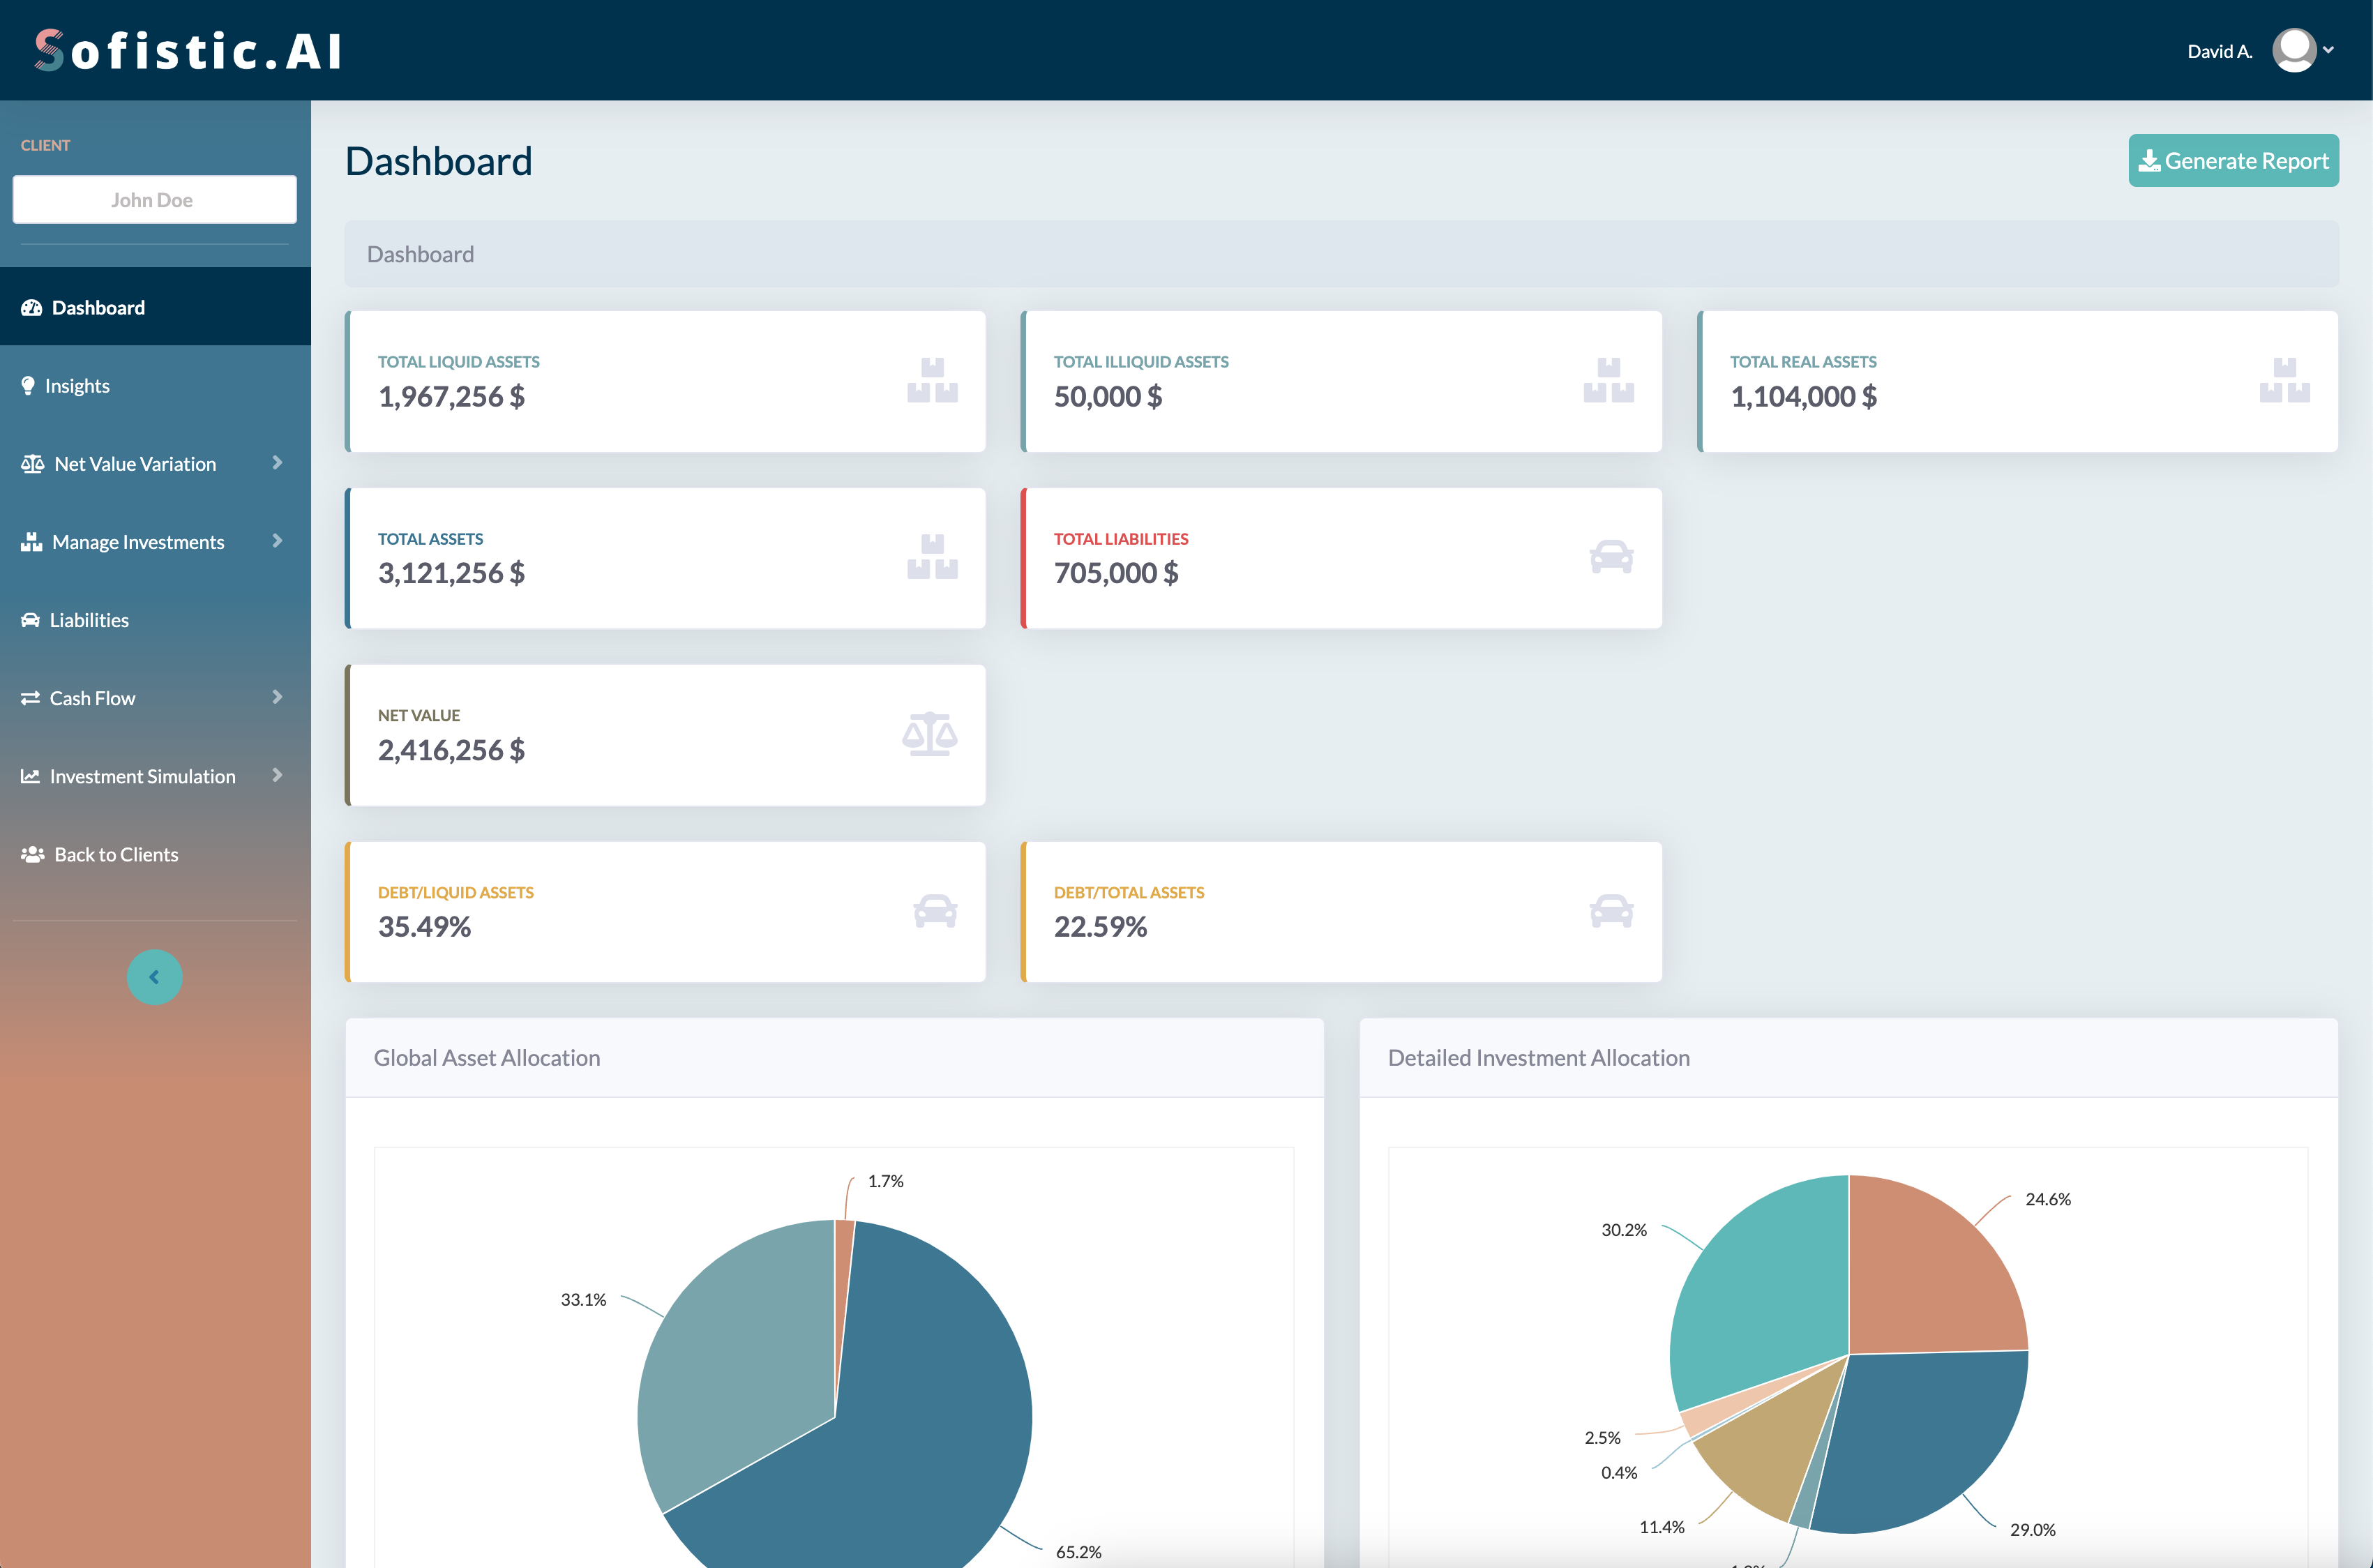 Sofistic.AI
David A.
CLIENT
John Doe
Dashboard
Insights
Net Value Variation
Manage Investments
Liabilities
Cash Flow
Investment Simulation
Back to Clients
Dashboard
Generate Report
Dashboard
TOTAL LIQUID ASSETS
1,967,256 $
TOTAL ILLIQUID ASSETS
50,000 $
TOTAL REAL ASSETS
1,104,000 $
TOTAL ASSETS
3,121,256 $
TOTAL LIABILITIES
705,000 $
NET VALUE
2,416,256 $
DEBT/LIQUID ASSETS
35.49%
DEBT/TOTAL ASSETS
22.59%
Global Asset Allocation
1.7%
33.1%
65.2%
Detailed Investment Allocation
24.6%
30.2%
2.5%
0.4%
11.4%
29.0%